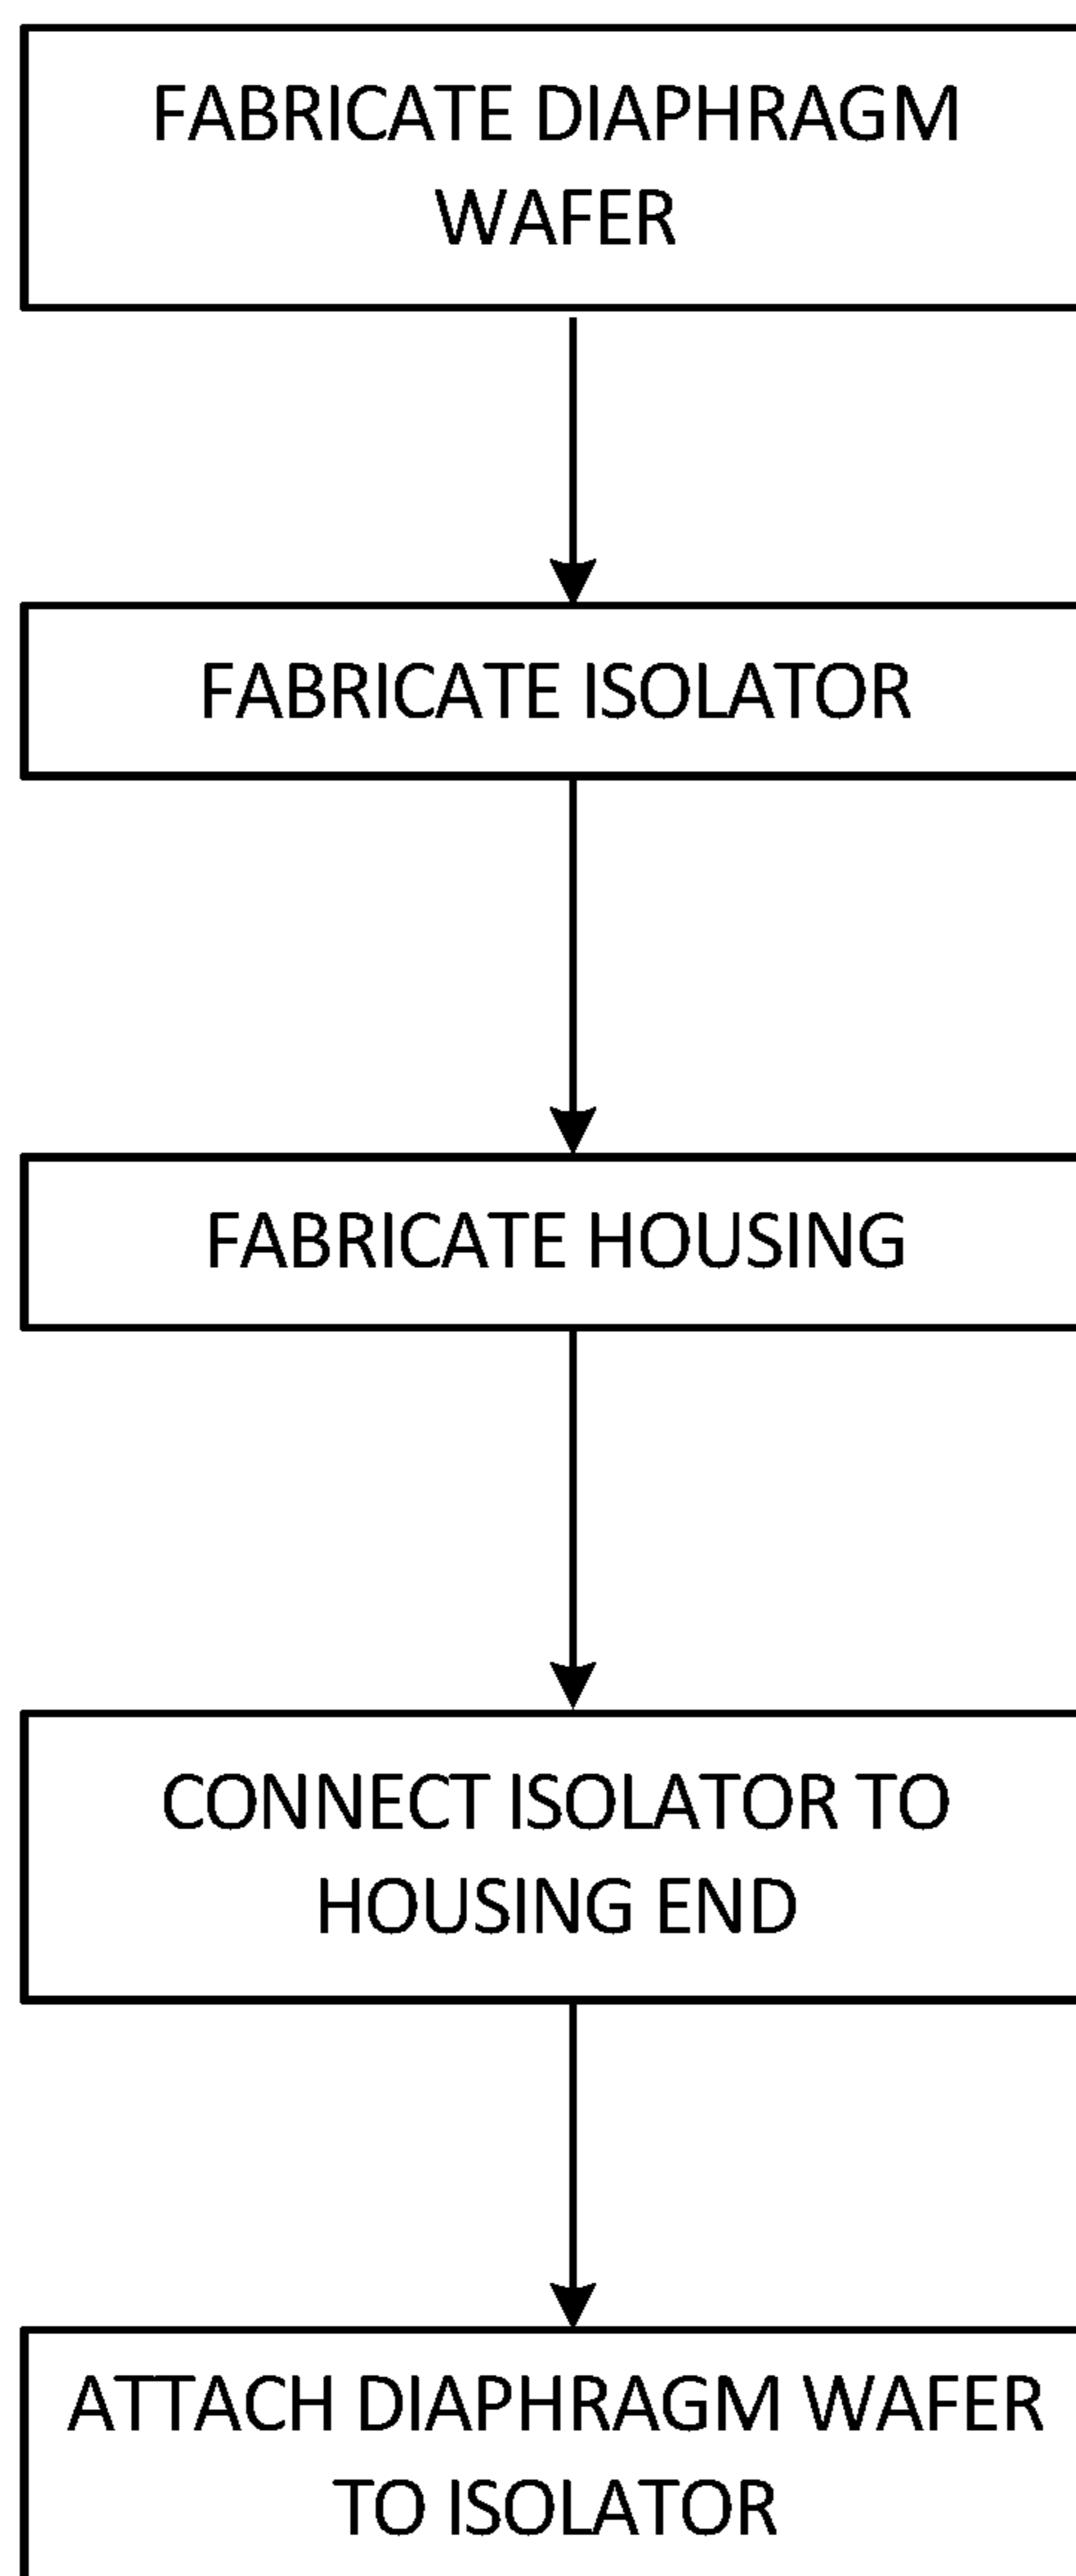 FABRICATE DIAPHRAGM
WAFER
FABRICATE ISOLATOR
FABRICATE HOUSING
CONNECT ISOLATOR TO
HOUSING END
ATTACH DIAPHRAGM WAFER
TO ISOLATOR